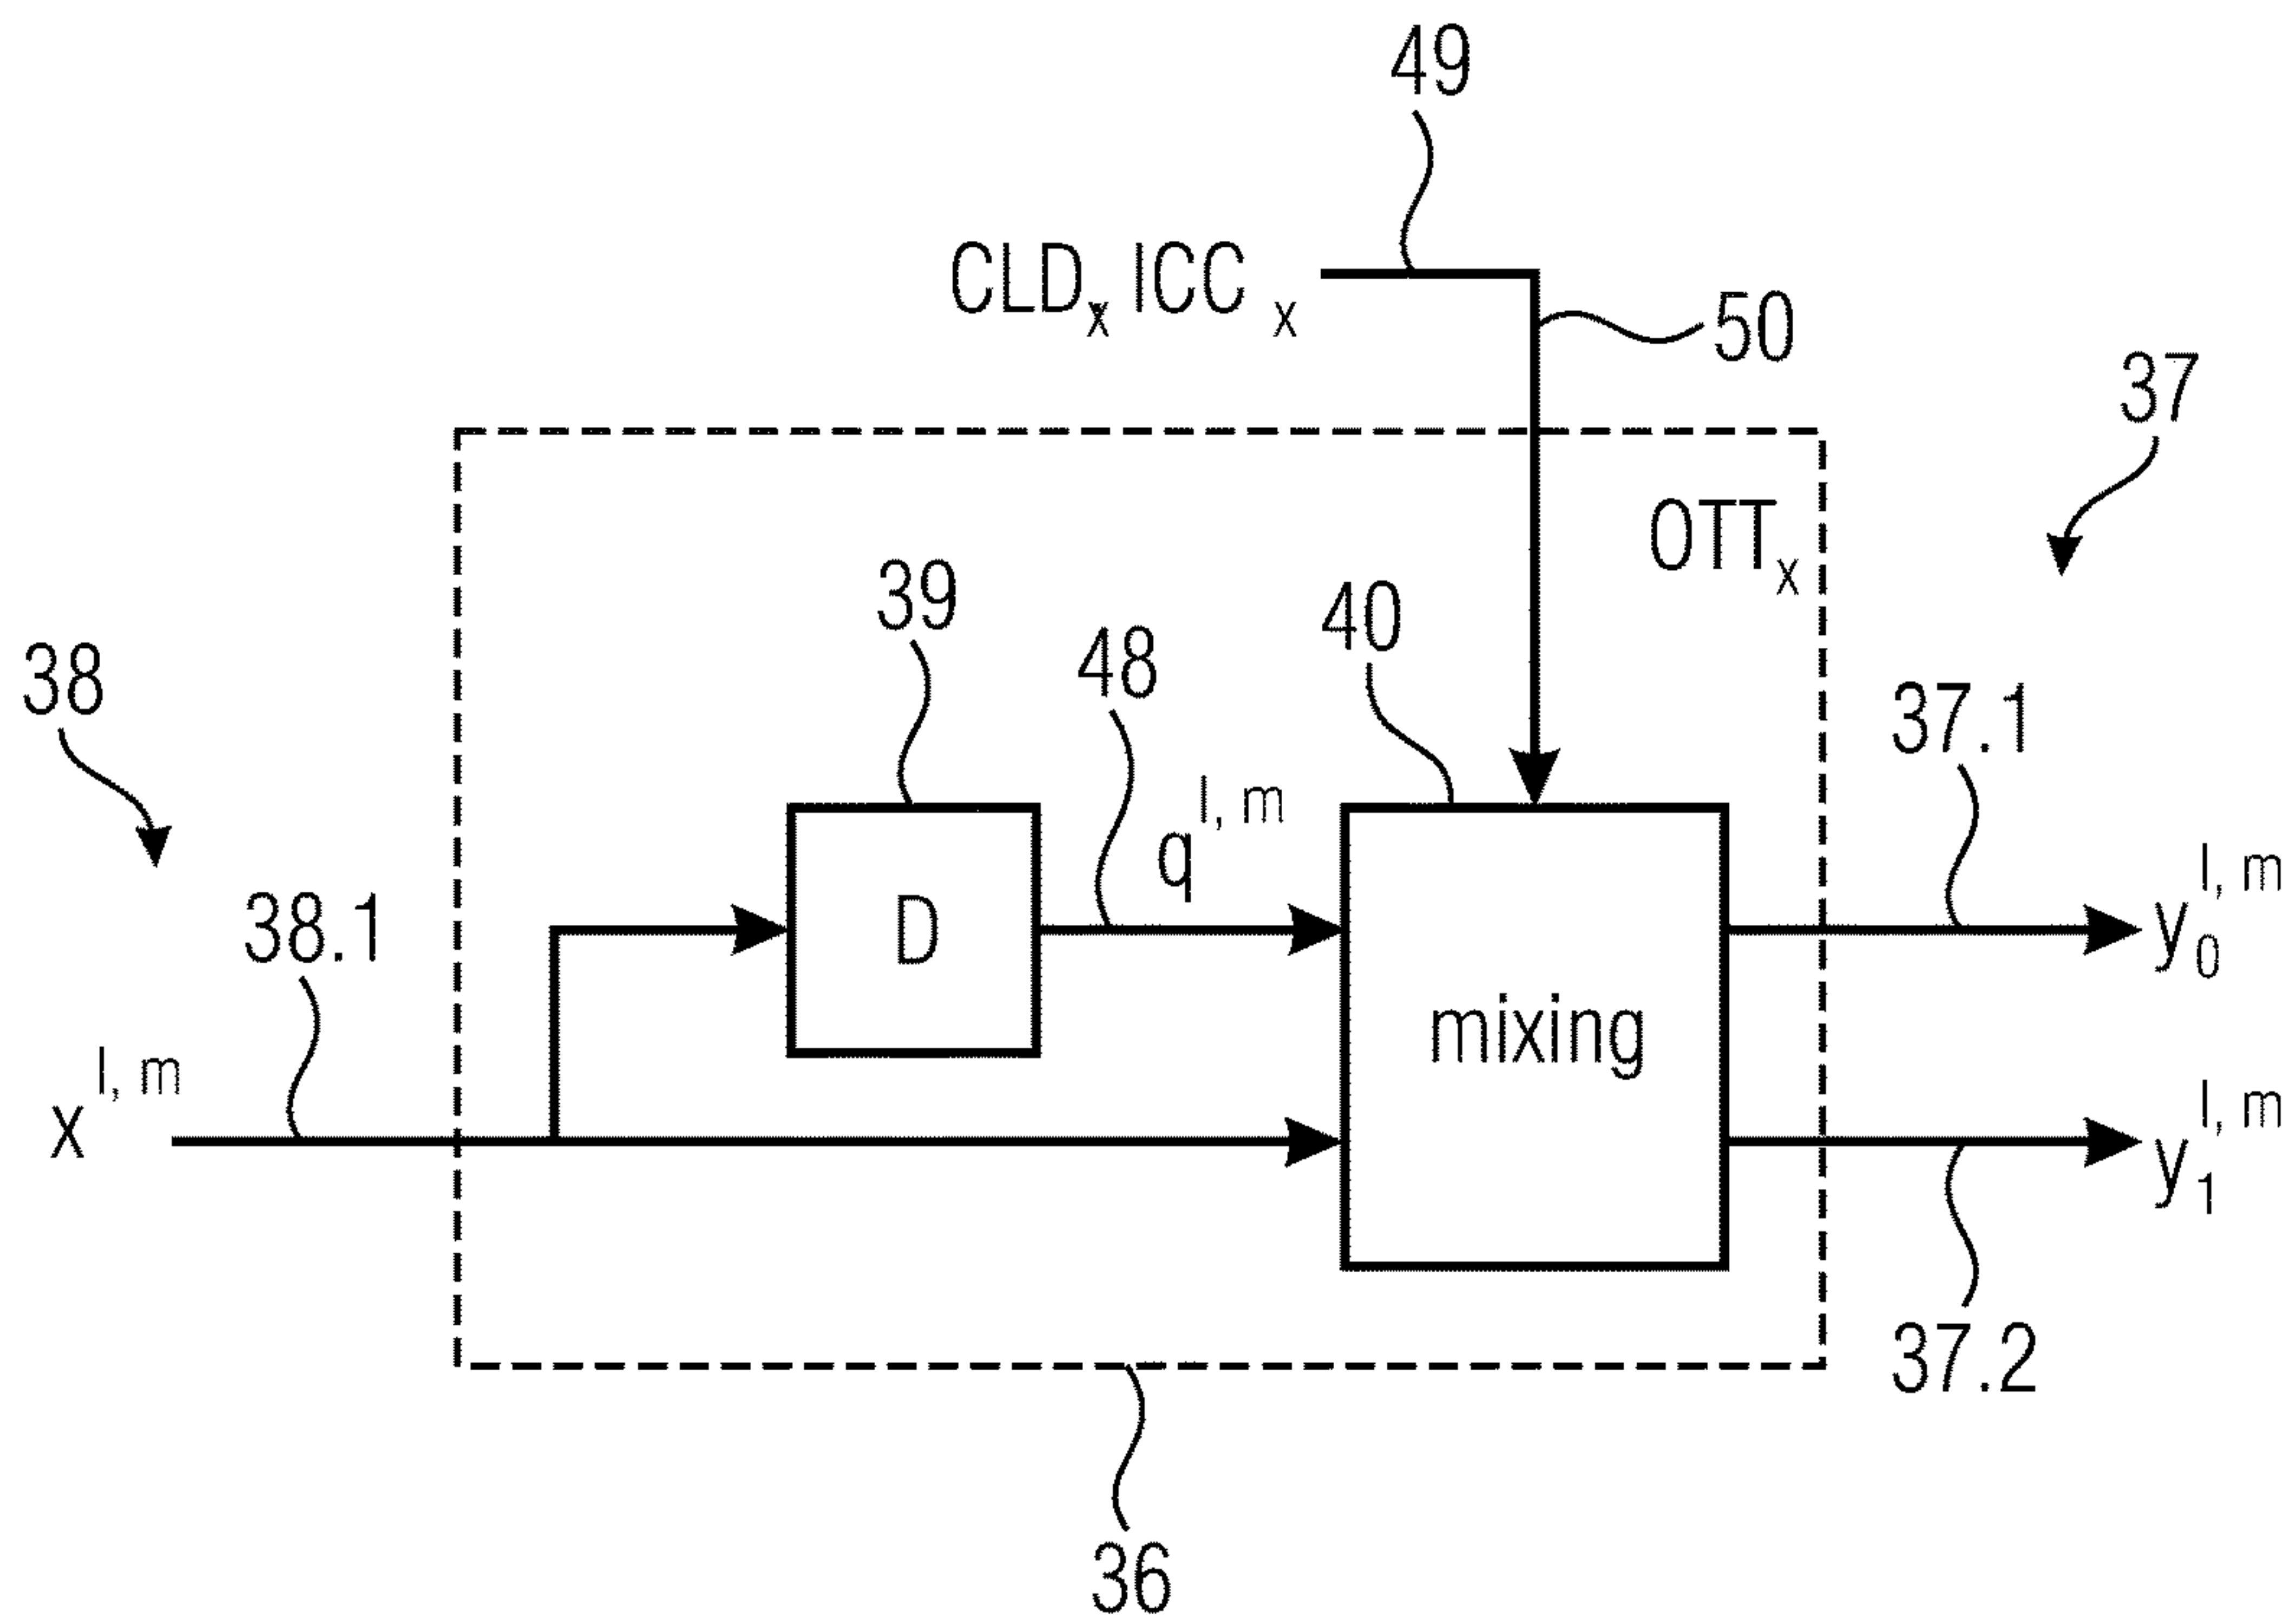 49
CLDₓ ICCₓ
50
37
OTTₓ
39
40
48
38
37.1
q^l, m
38.1
D
y₀^l, m
mixing
x^l, m
y₁^l, m
37.2
36